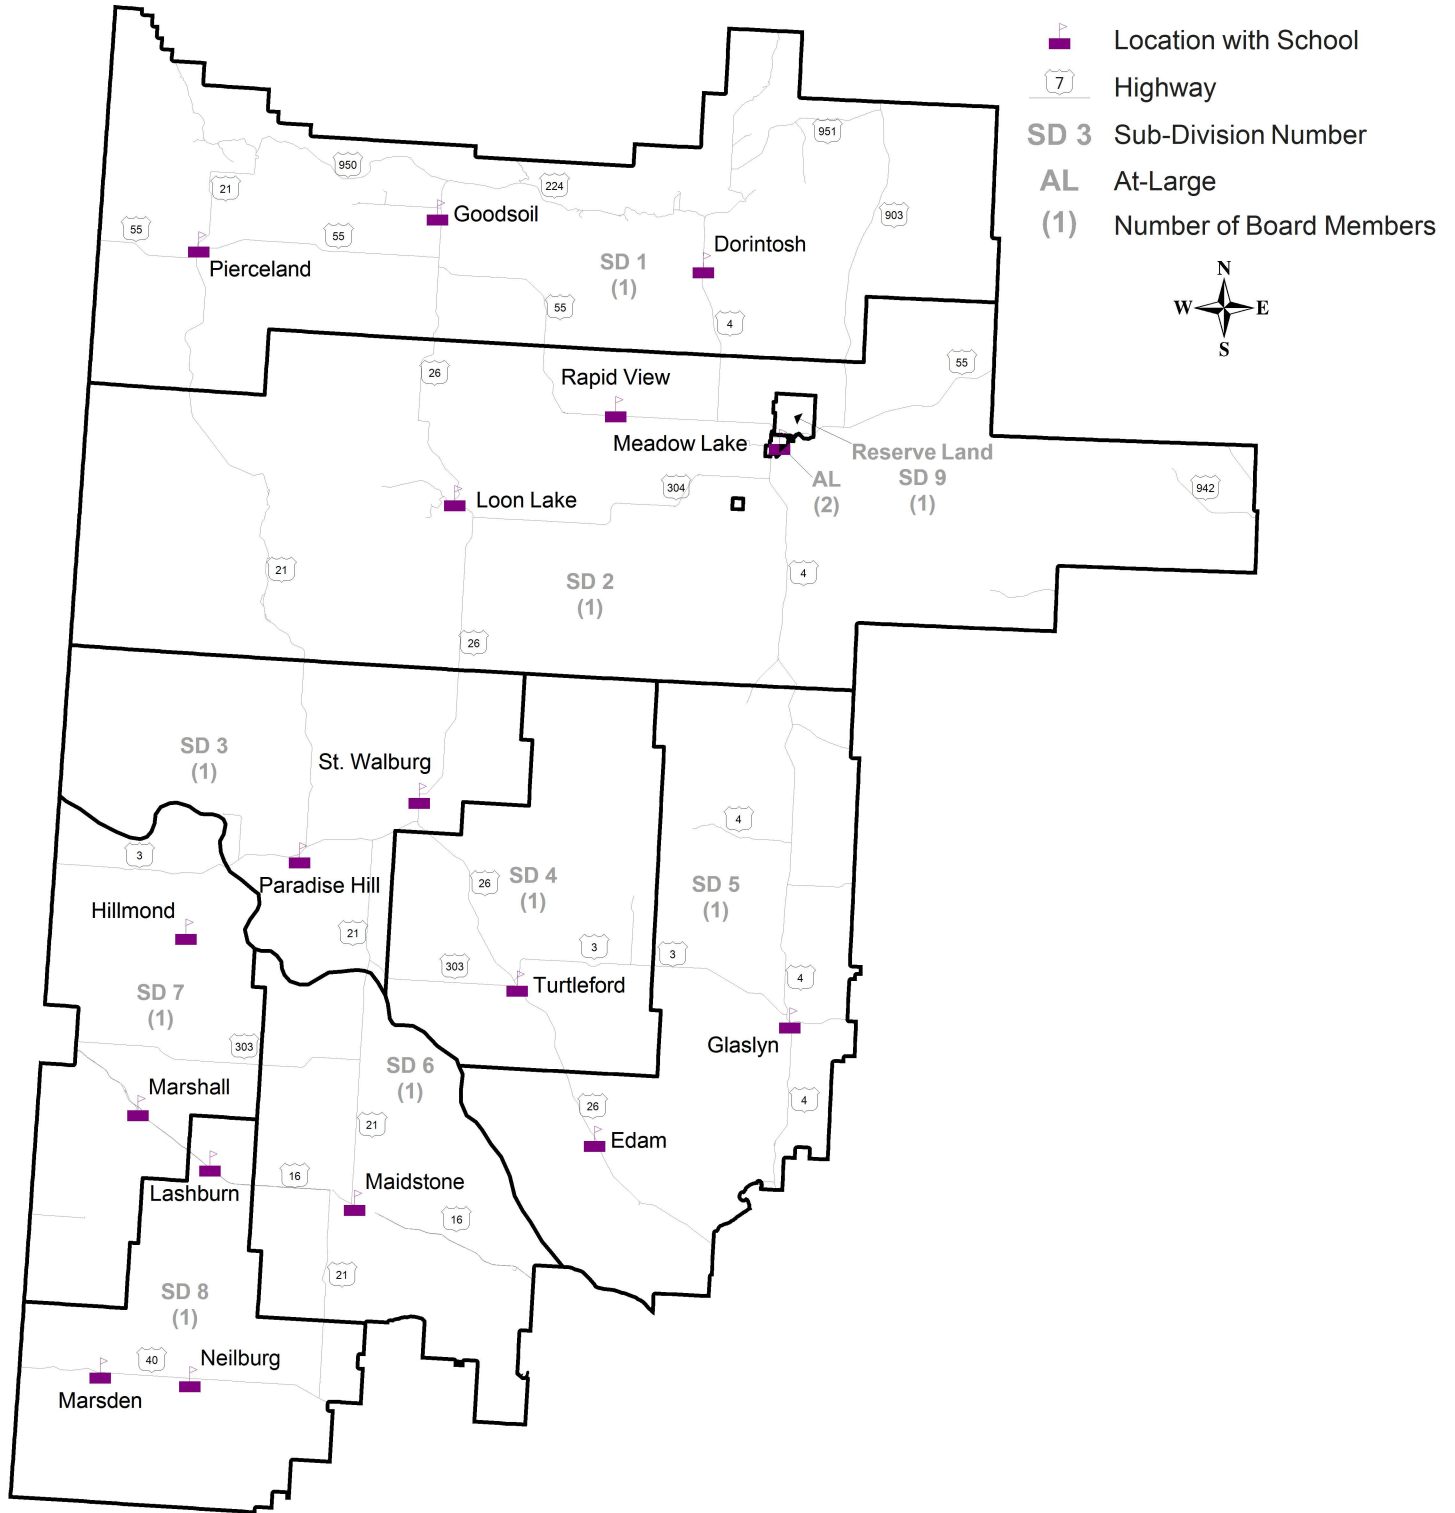 Location with School
7
Highway
SD 3
Sub-Division Number
AL
At-Large
(1)
Number of Board Members
N
W
E
S
951
950
21
224
Goodsoil
903
55
55
Dorintosh
SD 1
(1)
Pierceland
55
4
55
26
Rapid View
Meadow Lake
Reserve Land
SD 9
(1)
AL
(2)
304
942
Loon Lake
21
4
SD 2
(1)
26
SD 3
(1)
St. Walburg
4
3
Paradise Hill
26
SD 4
(1)
SD 5
(1)
Hillmond
21
3
3
303
4
Turtleford
SD 7
(1)
Glaslyn
303
SD 6
(1)
Marshall
4
26
21
Edam
16
Maidstone
Lashburn
16
21
SD 8
(1)
40
Neilburg
Marsden